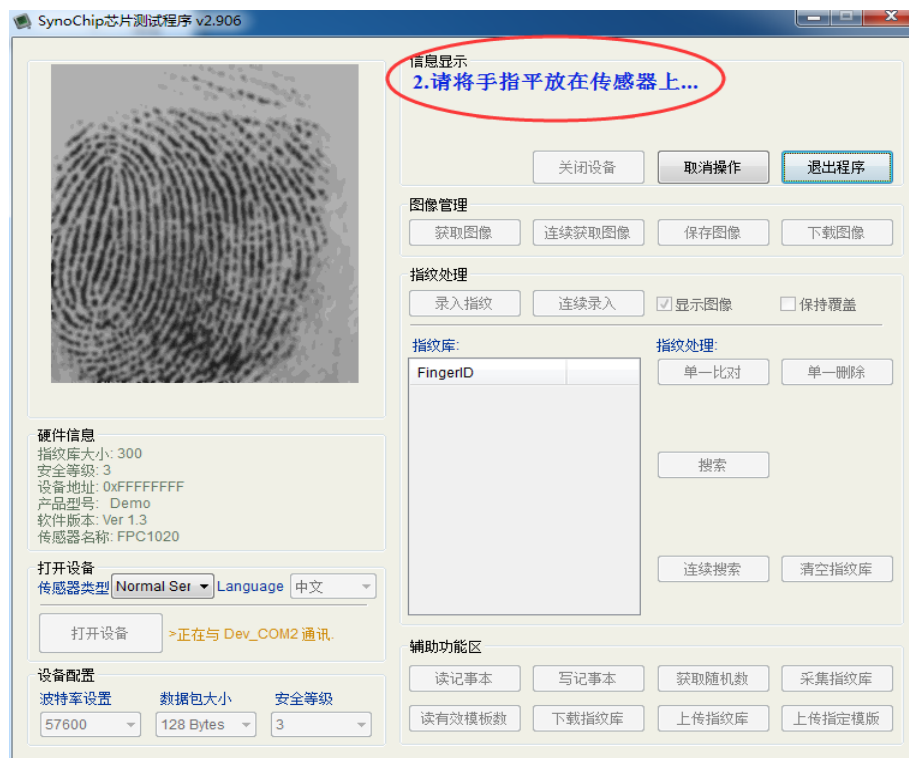 SynoChip芯片测试程序 v2.906
信息显示
2.请将手指平放在传感器上...
关闭设备 取消操作 退出程序
图像管理
获取图像 连续获取图像 保存图像 下载图像
指纹处理
录入指纹 连续录入 显示图像 保持覆盖
指纹库: 指纹处理:
FingerID 单一比对 单一删除
搜索
连续搜索 清空指纹库
硬件信息
指纹库大小: 300
安全等级: 3
设备地址: 0xFFFFFFFF
产品型号: Demo
软件版本: Ver 1.3
传感器名称: FPC1020
打开设备
传感器类型 Normal Ser Language 中文
打开设备 >正在与 Dev_COM2 通讯.
设备配置
波特率设置 数据包大小 安全等级
57600 128 Bytes 3
辅助功能区
读记事本 写记事本 获取随机数 采集指纹库
读有效模板数 下载指纹库 上传指纹库 上传指定模版